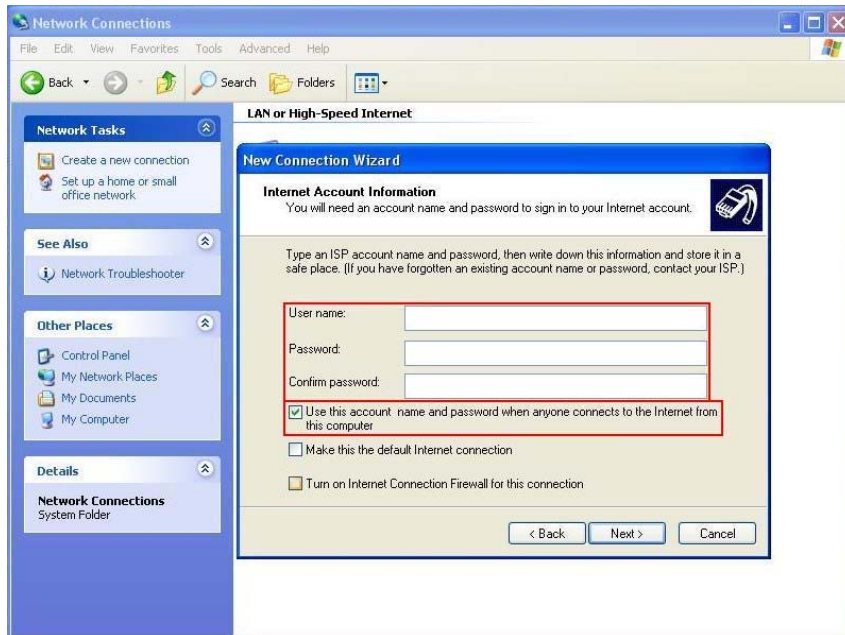 Network Connections
File Edit View Favorites Tools Advanced Help
Back Search Folders
Network Tasks
Create a new connection
Set up a home or small
office network
See Also
Network Troubleshooter
Other Places
Control Panel
My Network Places
My Documents
My Computer
Details
Network Connections
System Folder
LAN or High-Speed Internet
New Connection Wizard
Internet Account Information
You will need an account name and password to sign in to your Internet account.
Type an ISP account name and password, then write down this information and store it in a
safe place. (If you have forgotten an existing account name or password, contact your ISP.)
User name:
Password:
Confirm password:
Use this account name and password when anyone connects to the Internet from
this computer
Make this the default Internet connection
Turn on Internet Connection Firewall for this connection
< Back Next > Cancel